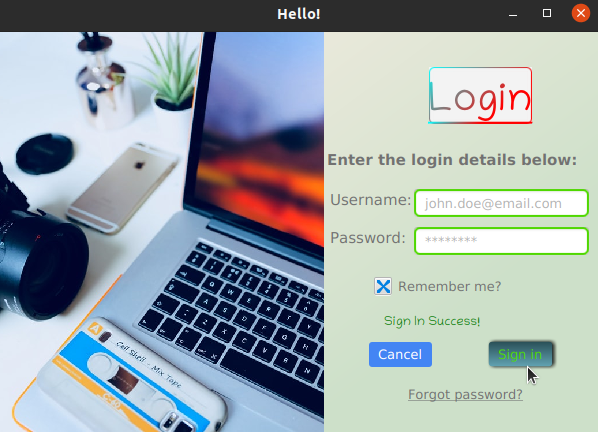 Hello!
Login
Enter the login details below:
Username: john.doe@email.com
Password: ********
Remember me?
Sign In Success!
Cancel Sign in
Forgot password?
Cell Shell - Mix Tape
A